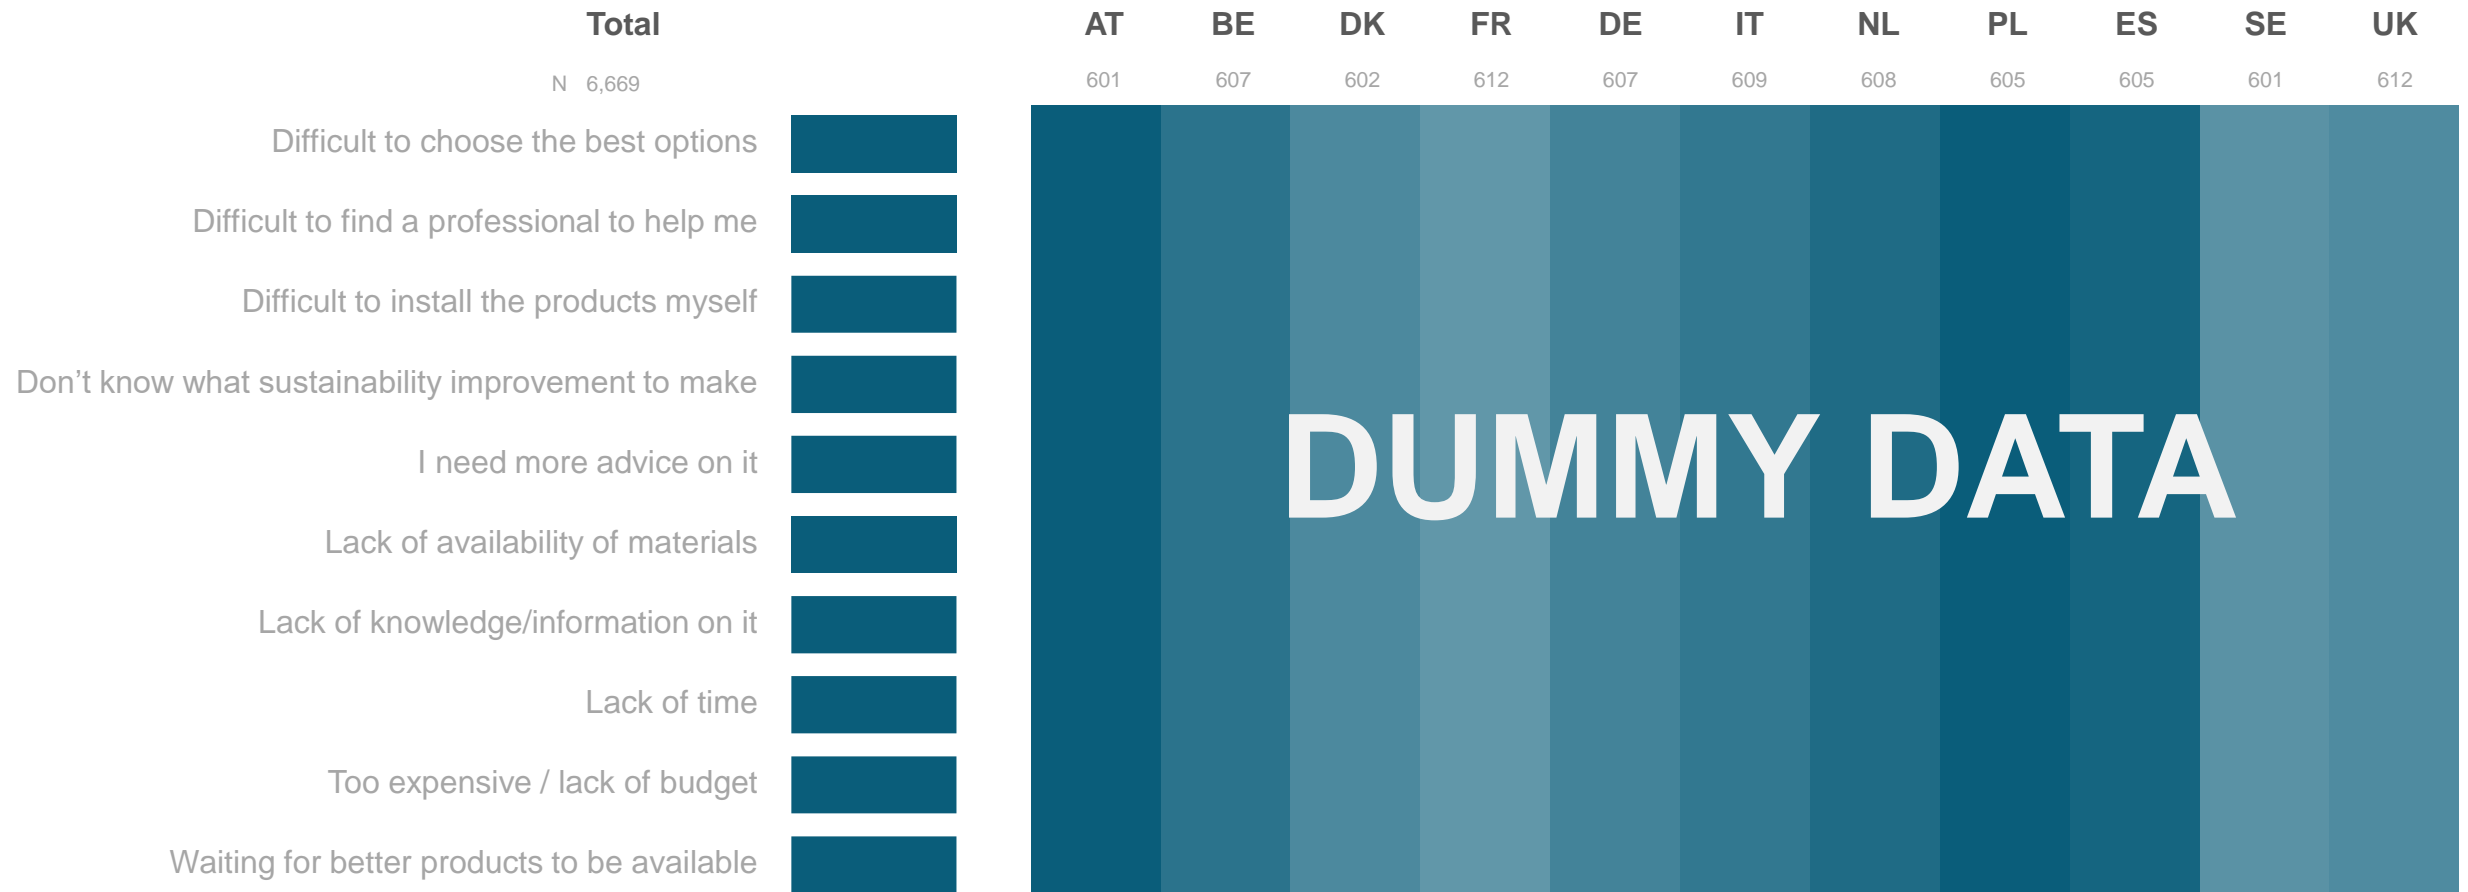 Total AT BE DK FR DE IT NL PL ES SE UK
N 6,669 601 607 602 612 607 609 608 605 605 601 612
Difficult to choose the best options
Difficult to find a professional to help me
Difficult to install the products myself
Don’t know what sustainability improvement to make
I need more advice on it
DUMMY DATA
Lack of availability of materials
Lack of knowledge/information on it
Lack of time
Too expensive / lack of budget
Waiting for better products to be available